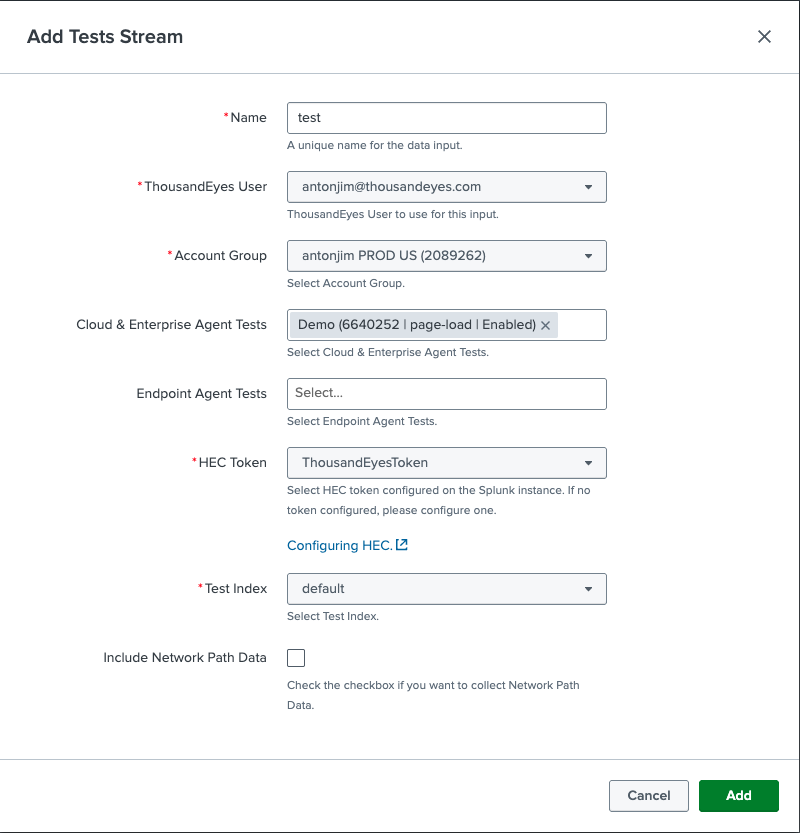 Add Tests Stream
*Name
test
A unique name for the data input.
*ThousandEyes User
antonjim@thousandeyes.com
ThousandEyes User to use for this input.
*Account Group
antonjim PROD US (2089262)
Select Account Group.
Cloud & Enterprise Agent Tests
Demo (6640252 | page-load | Enabled)
Select Cloud & Enterprise Agent Tests.
Endpoint Agent Tests
Select...
Select Endpoint Agent Tests.
*HEC Token
ThousandEyesToken
Select HEC token configured on the Splunk instance. If no
token configured, please configure one.
Configuring HEC.
*Test Index
default
Select Test Index.
Include Network Path Data
Check the checkbox if you want to collect Network Path
Data.
Cancel
Add